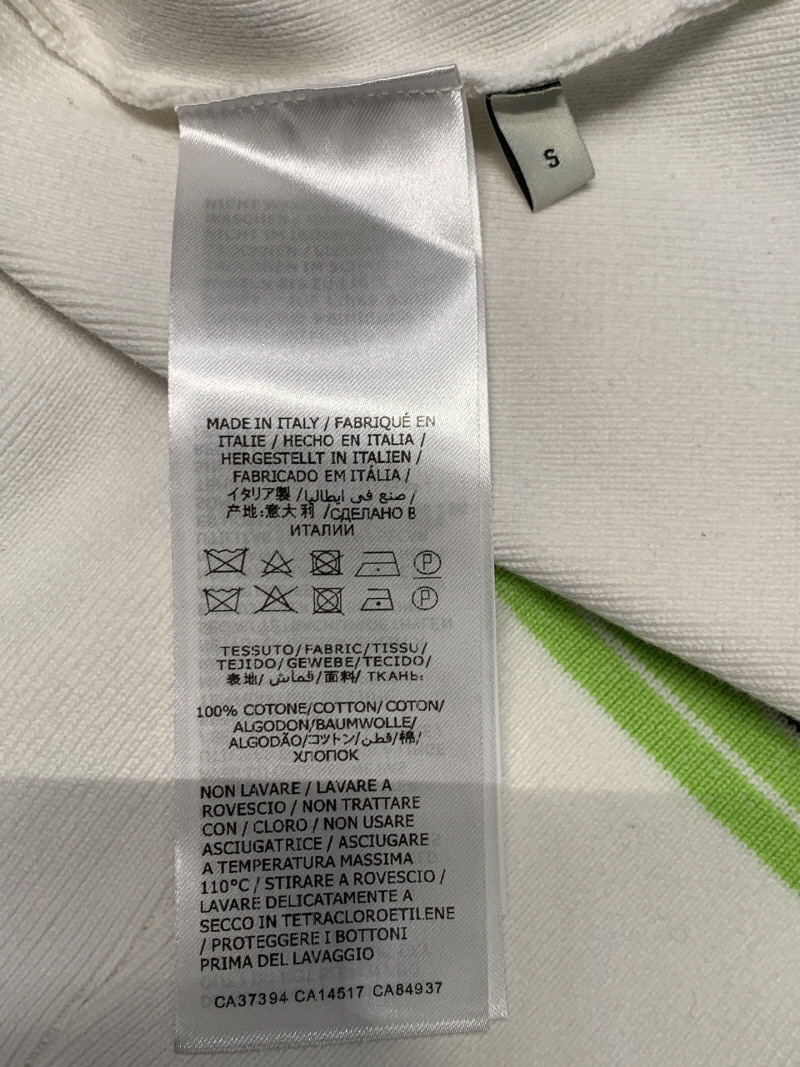 S
MADE IN ITALY / FABRIQUÉ EN
ITALIE / HECHO EN ITALIA /
HERGESTELLT IN ITALIEN /
FABRICADO EM ITÁLIA /
イタリア製 / صنع في ايطاليا /
产地:意大利 /СДЕЛАНО В
ИТАЛИИ
P
P
TESSUTO/FABRIC/TISSU/
TEJIDO/GEWEBE/TECIDO/
表地/ قماش /面料/ ТКАНЬ:
100% COTONE/COTTON/COTON/
ALGODON/BAUMWOLLE/
ALGODÃO/コットン/قطن/棉/
ХЛОПОК
NON LAVARE / LAVARE A
ROVESCIO / NON TRATTARE
CON / CLORO / NON USARE
ASCIUGATRICE / ASCIUGARE
A TEMPERATURA MASSIMA
110°C / STIRARE A ROVESCIO /
LAVARE DELICATAMENTE A
SECCO IN TETRACLOROETILENE
/ PROTEGGERE I BOTTONI
PRIMA DEL LAVAGGIO
CA37394 CA14517 CA84937